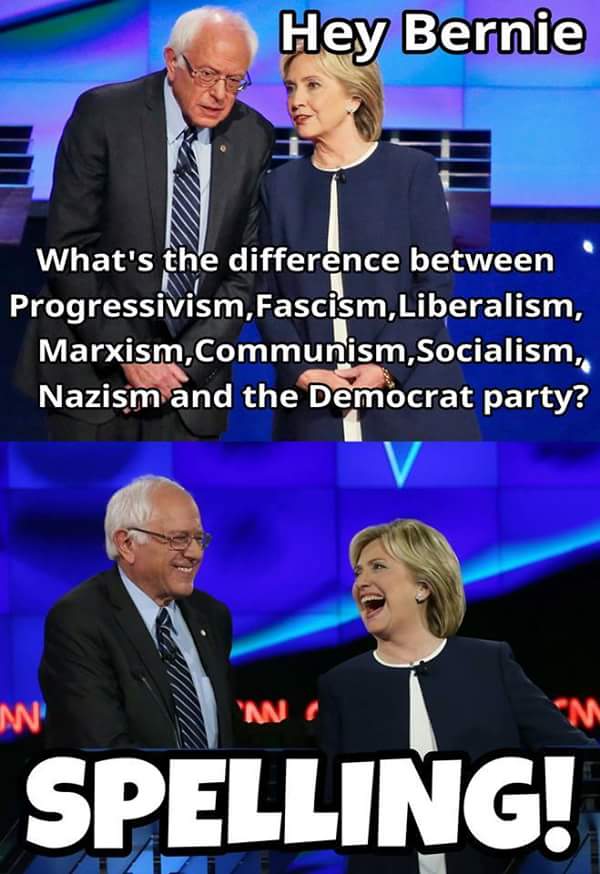 Hey Bernie
What's the difference between
Progressivism,Fascism,Liberalism,
Marxism,Communism,Socialism,
Nazism and the Democrat party?
SPELLING!